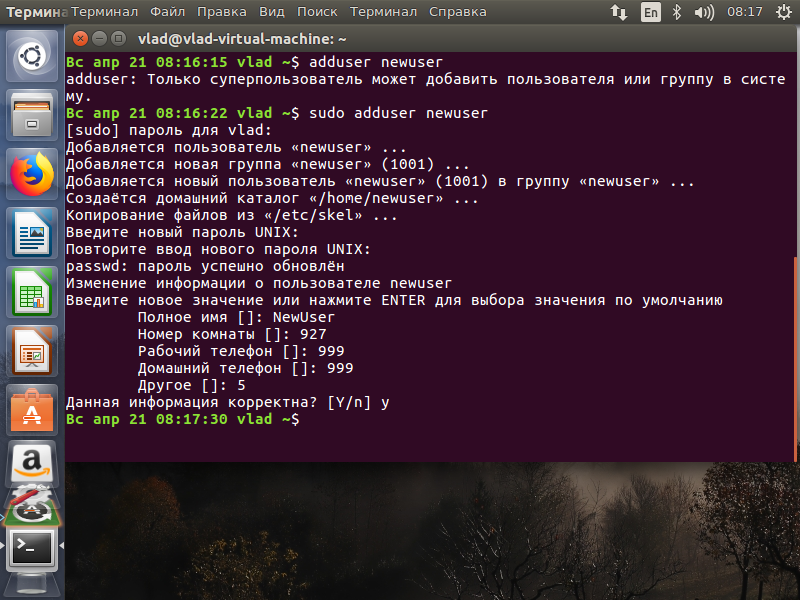 Термина Терминал Файл Правка Вид Поиск Терминал Справка En 08:17
vlad@vlad-virtual-machine: ~
Вс апр 21 08:16:15 vlad ~$ adduser newuser
adduser: Только суперпользователь может добавить пользователя или группу в систе
му.
Вс апр 21 08:16:22 vlad ~$ sudo adduser newuser
[sudo] пароль для vlad:
Добавляется пользователь «newuser» ...
Добавляется новая группа «newuser» (1001) ...
Добавляется новый пользователь «newuser» (1001) в группу «newuser» ...
Создаётся домашний каталог «/home/newuser» ...
Копирование файлов из «/etc/skel» ...
Введите новый пароль UNIX:
Повторите ввод нового пароля UNIX:
passwd: пароль успешно обновлён
Изменение информации о пользователе newuser
Введите новое значение или нажмите ENTER для выбора значения по умолчанию
Полное имя []: NewUser
Номер комнаты []: 927
Рабочий телефон []: 999
Домашний телефон []: 999
Другое []: 5
Данная информация корректна? [Y/n] y
Вс апр 21 08:17:30 vlad ~$